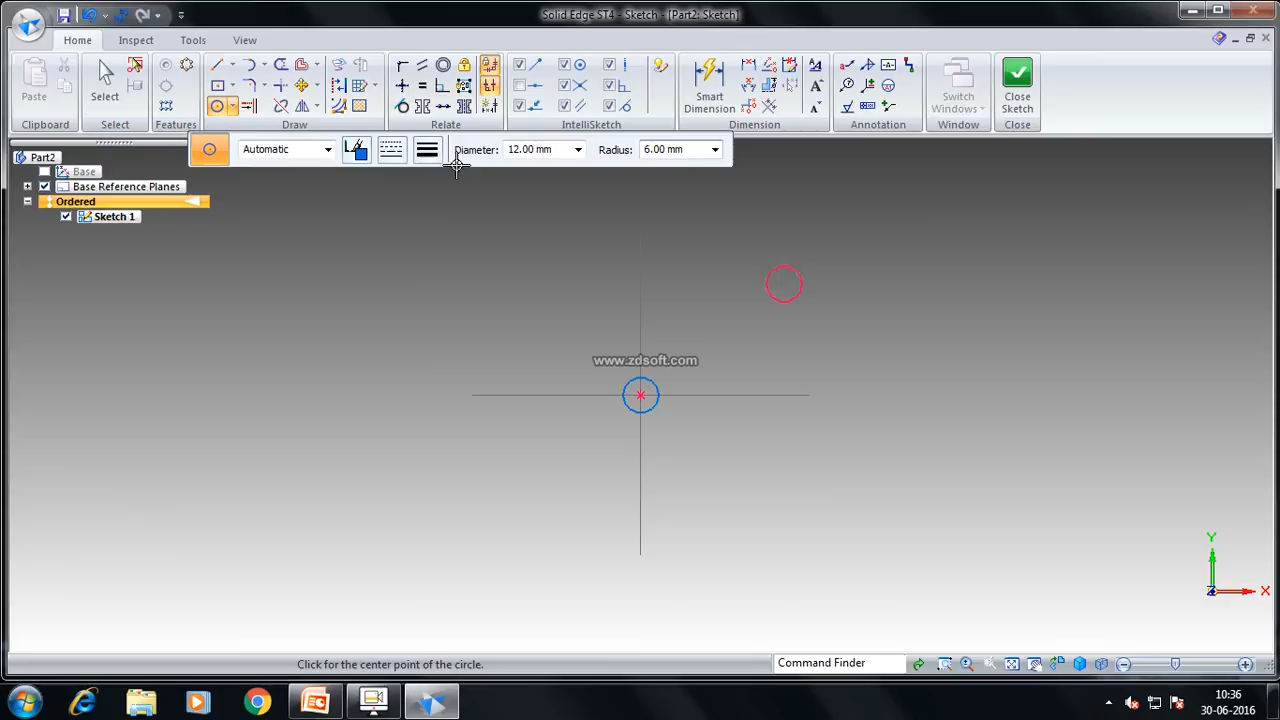 Solid Edge ST4 - Sketch - [Part2: Sketch]
Home
Inspect
Tools
View
Paste
Select
Smart
Dimension
Switch
Windows
Close
Sketch
Clipboard
Select
Features
Draw
Relate
IntelliSketch
Dimension
Window
Close
Automatic
Diameter: 12.00 mm
Radius: 6.00 mm
Part2
Base
Base Reference Planes
Ordered
Sketch 1
www.zdsoft.com
Y
X
Z
Click for the center point of the circle.
Command Finder
10:36
30-06-2016